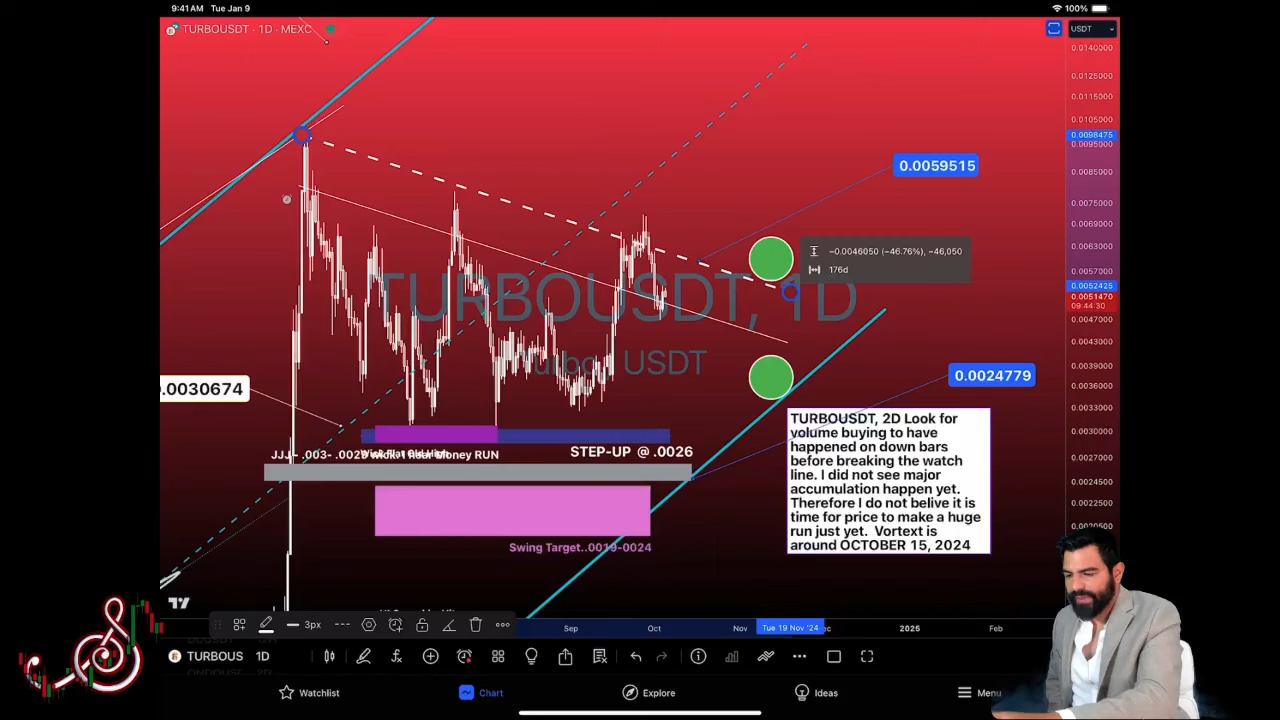 9:41 AM Tue Jan 9
100%
TURBOUSDT · 1D · MEXC
USDT
0.0140000
0.0125000
0.0115000
0.0105000
0.0098475
0.0095000
0.0085000
0.0075000
0.0069000
0.0063000
0.0057000
0.0052425
0.0051470
09:44:30
0.0047000
0.0043000
0.0039000
0.0036000
0.0033000
0.0030000
0.0027000
0.0024500
0.0022500
0.0020500
0.0059515
−0.0046050 (−46.76%), −46,050
176d
TURBOUSDT, 1D
Turbo / USDT
.0030674
0.0024779
STEP-UP @ .0026
Swing Target..0019-0024
TURBOUSDT, 2D Look for
volume buying to have
happened on down bars
before breaking the watch
line. I did not see major
accumulation happen yet.
Therefore I do not belive it is
time for price to make a huge
run just yet. Vortext is
around OCTOBER 15, 2024
3px
Sep
Oct
Nov
Tue 19 Nov '24
2025
Feb
TURBOUS 1D
Watchlist
Chart
Explore
Ideas
Menu